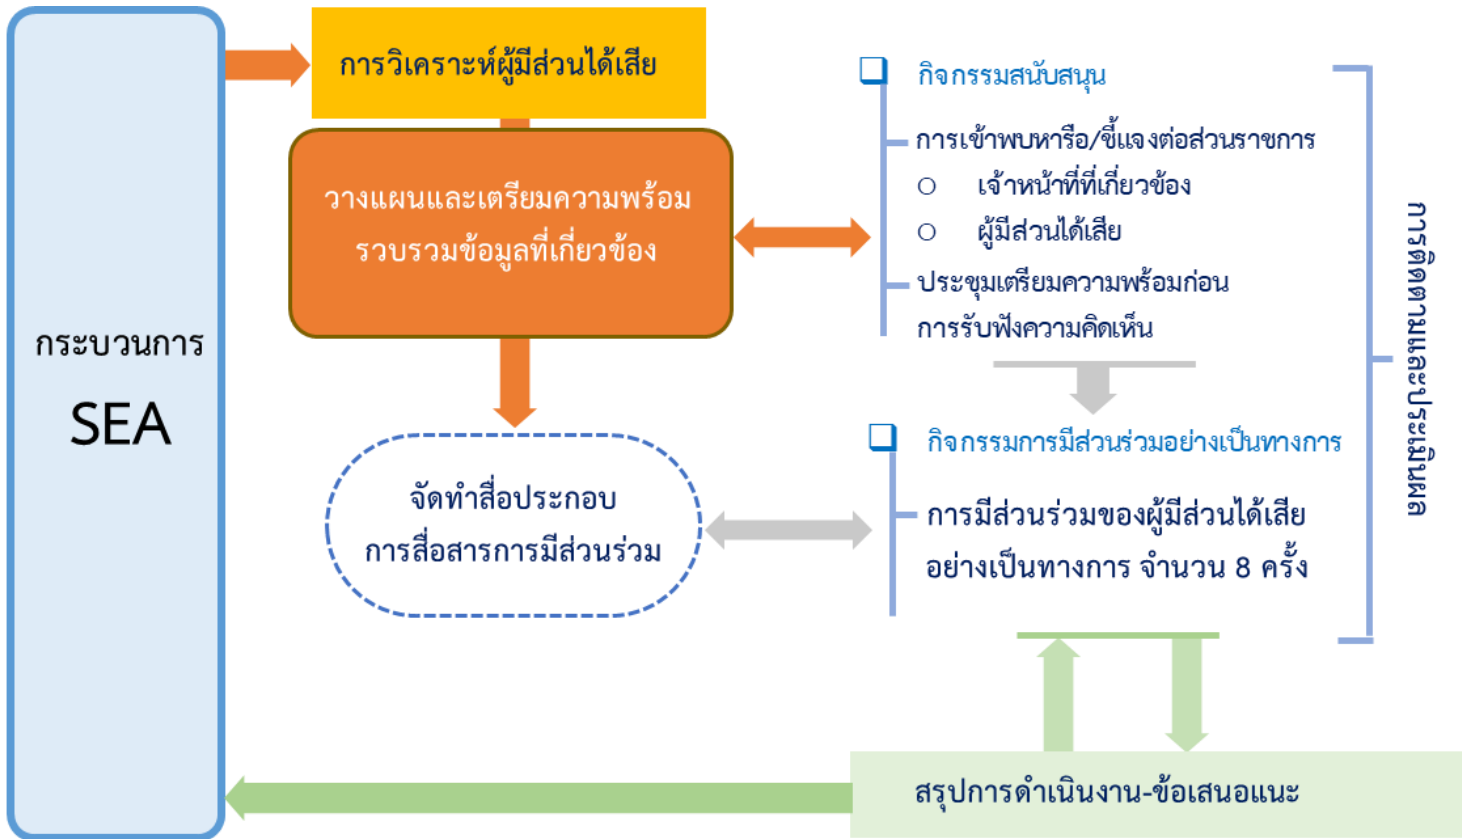 กระบวนการ
SEA
การวิเคราะห์ผู้มีส่วนได้เสีย
วางแผนและเตรียมความพร้อม
รวบรวมข้อมูลที่เกี่ยวข้อง
จัดทำสื่อประกอบ
การสื่อสารการมีส่วนร่วม
กิจกรรมสนับสนุน
การเข้าพบหารือ/ชี้แจงต่อส่วนราชการ
เจ้าหน้าที่ที่เกี่ยวข้อง
ผู้มีส่วนได้เสีย
ประชุมเตรียมความพร้อมก่อน
การรับฟังความคิดเห็น
กิจกรรมการมีส่วนร่วมอย่างเป็นทางการ
การมีส่วนร่วมของผู้มีส่วนได้เสีย
อย่างเป็นทางการ จำนวน 8 ครั้ง
การติดตามและประเมินผล
สรุปการดำเนินงาน-ข้อเสนอแนะ